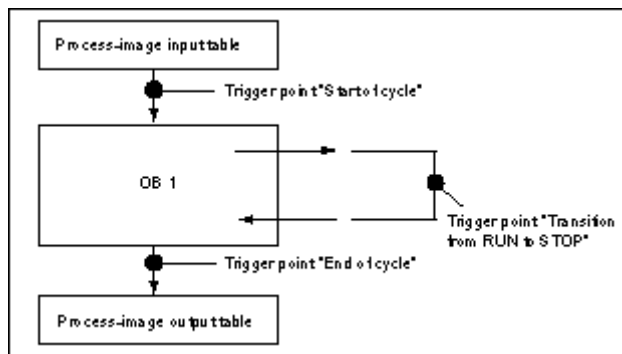 Process-image input table
Trigger point "Start of cycle"
OB 1
Trigger point "Transition
from RUN to STOP"
Trigger point "End of cycle"
Process-image output table